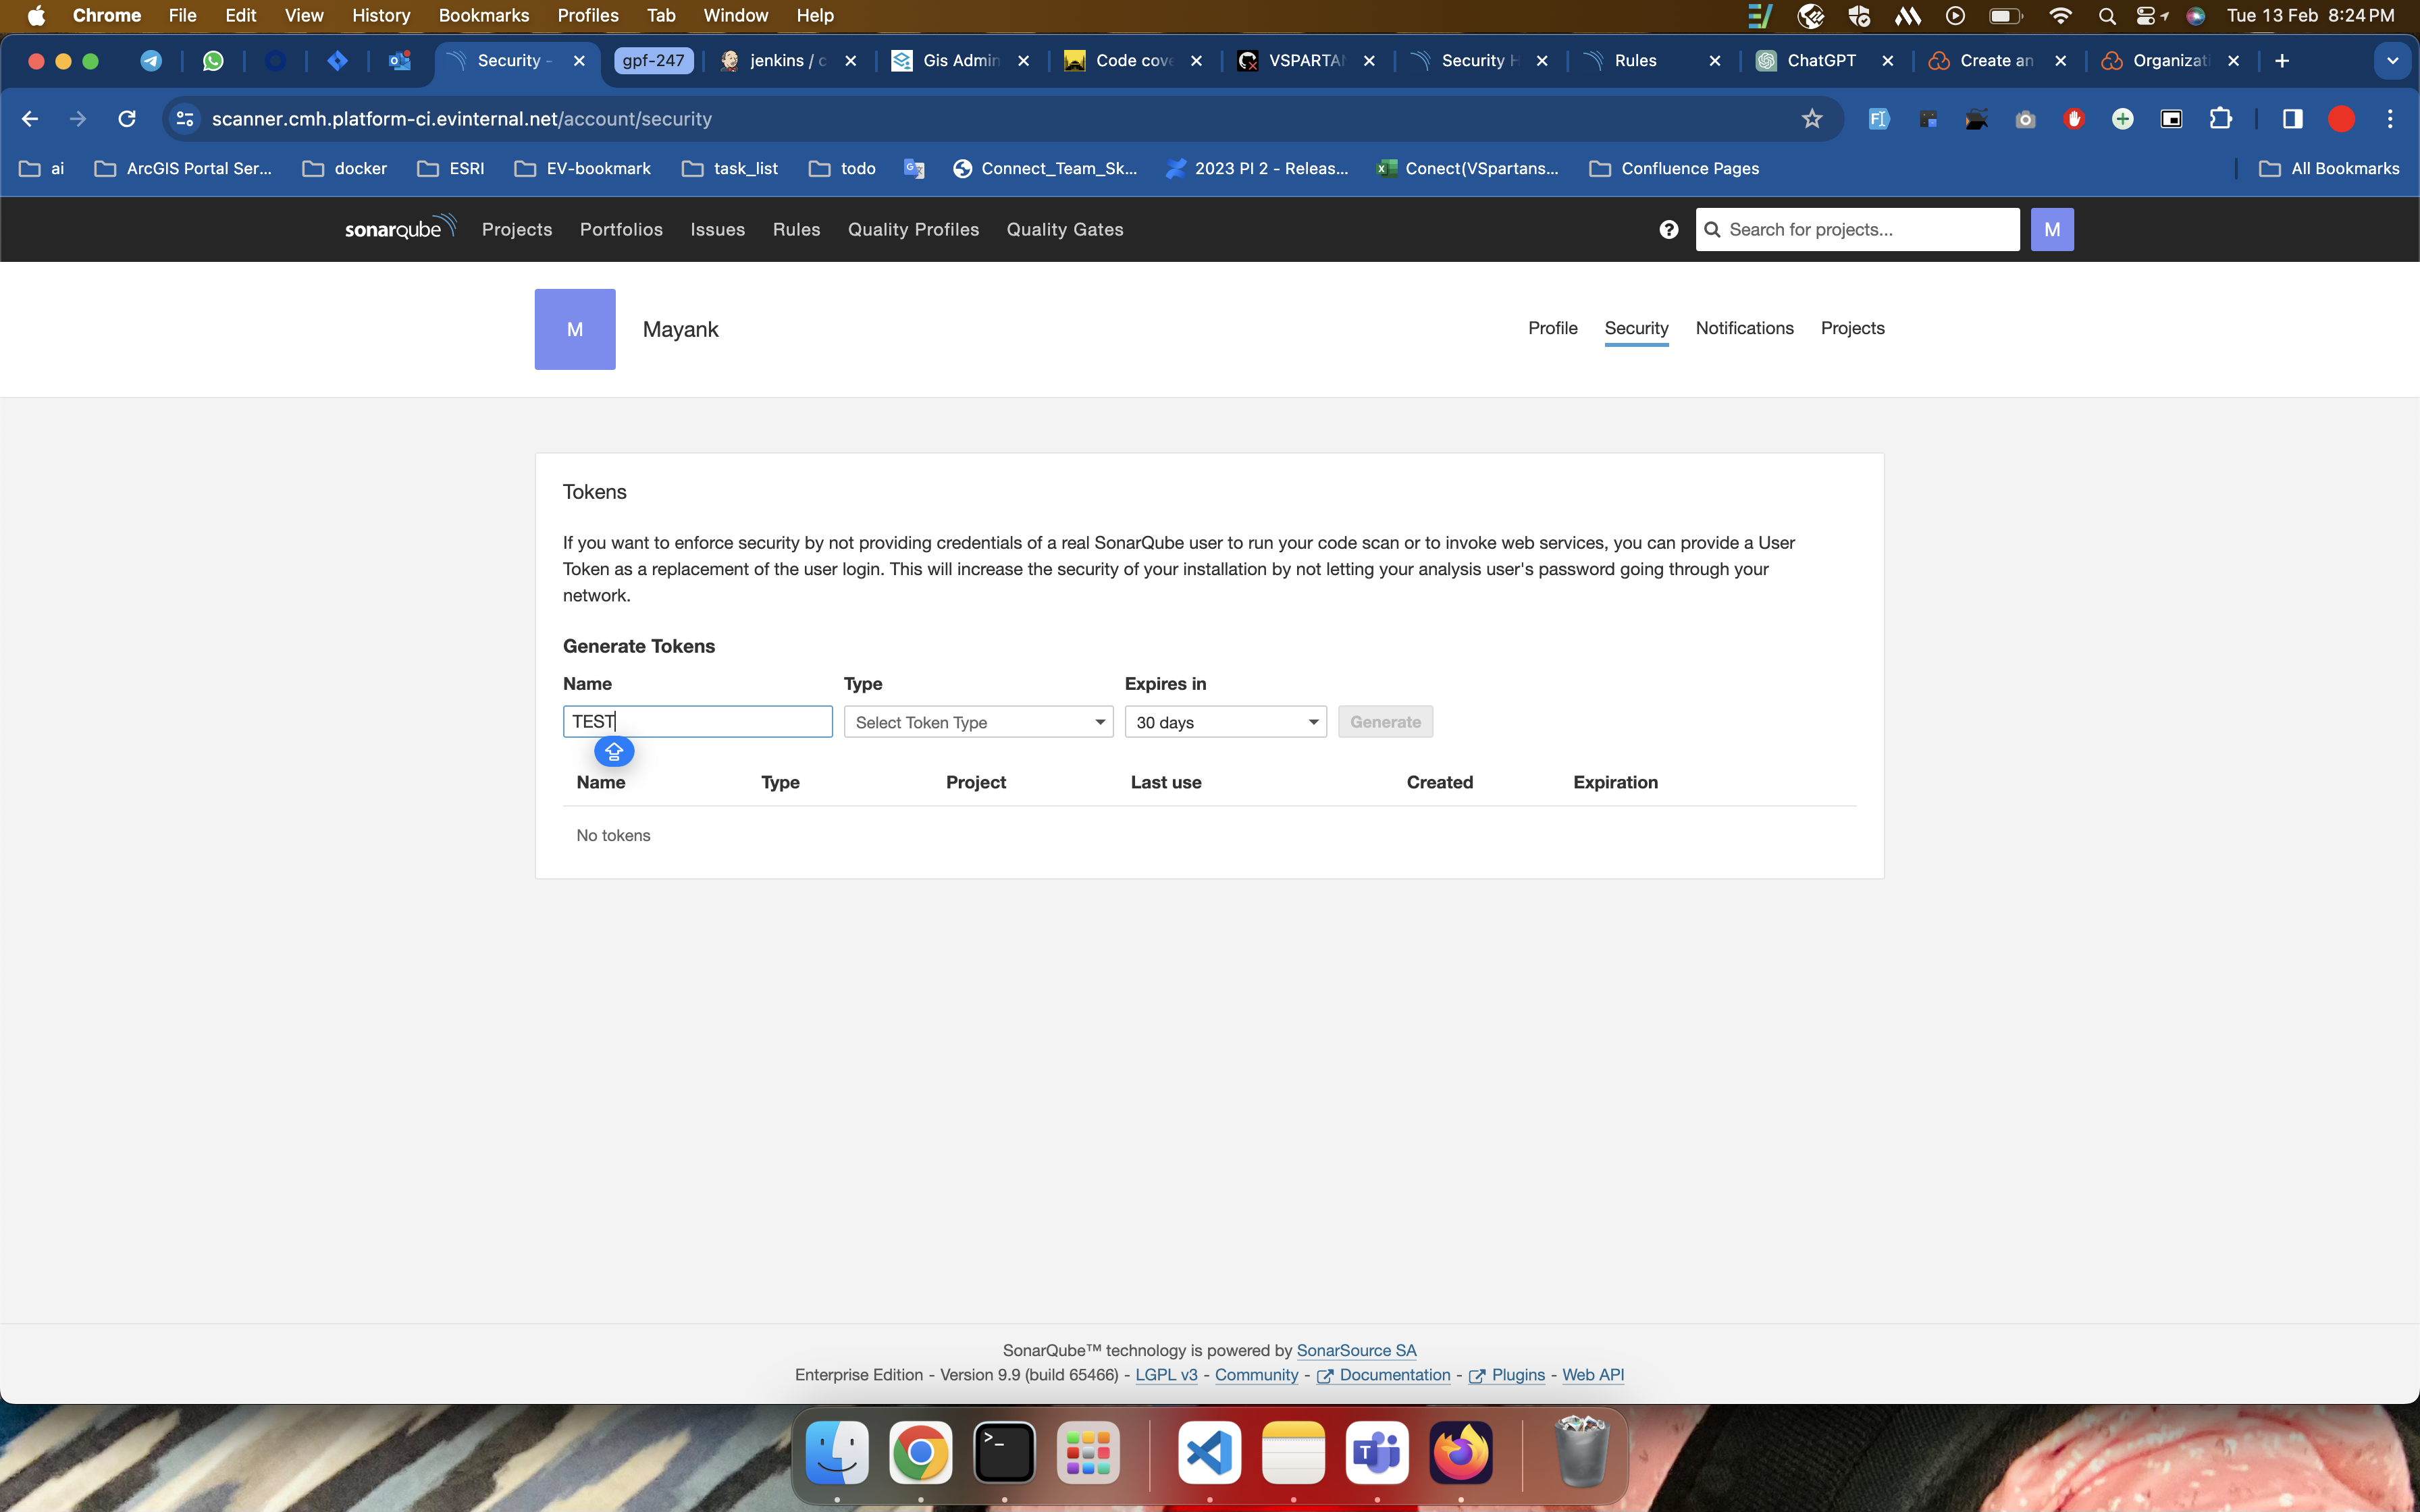 Chrome File Edit View History Bookmarks Profiles Tab Window Help Tue 13 Feb 8:24 PM
Security - gpf-247 jenkins / c Gis Admin Code cove VSPARTAN Security H Rules ChatGPT Create an Organizati
scanner.cmh.platform-ci.evinternal.net/account/security
ai ArcGIS Portal Ser... docker ESRI EV-bookmark task_list todo Connect_Team_Sk... 2023 PI 2 - Releas... Conect(VSpartans... Confluence Pages All Bookmarks
sonarqube Projects Portfolios Issues Rules Quality Profiles Quality Gates ? Search for projects... M
M Mayank Profile Security Notifications Projects
Tokens
If you want to enforce security by not providing credentials of a real SonarQube user to run your code scan or to invoke web services, you can provide a User
Token as a replacement of the user login. This will increase the security of your installation by not letting your analysis user's password going through your
network.
Generate Tokens
Name Type Expires in
TEST Select Token Type 30 days Generate
Name Type Project Last use Created Expiration
No tokens
SonarQube™ technology is powered by SonarSource SA
Enterprise Edition - Version 9.9 (build 65466) - LGPL v3 - Community - Documentation - Plugins - Web API